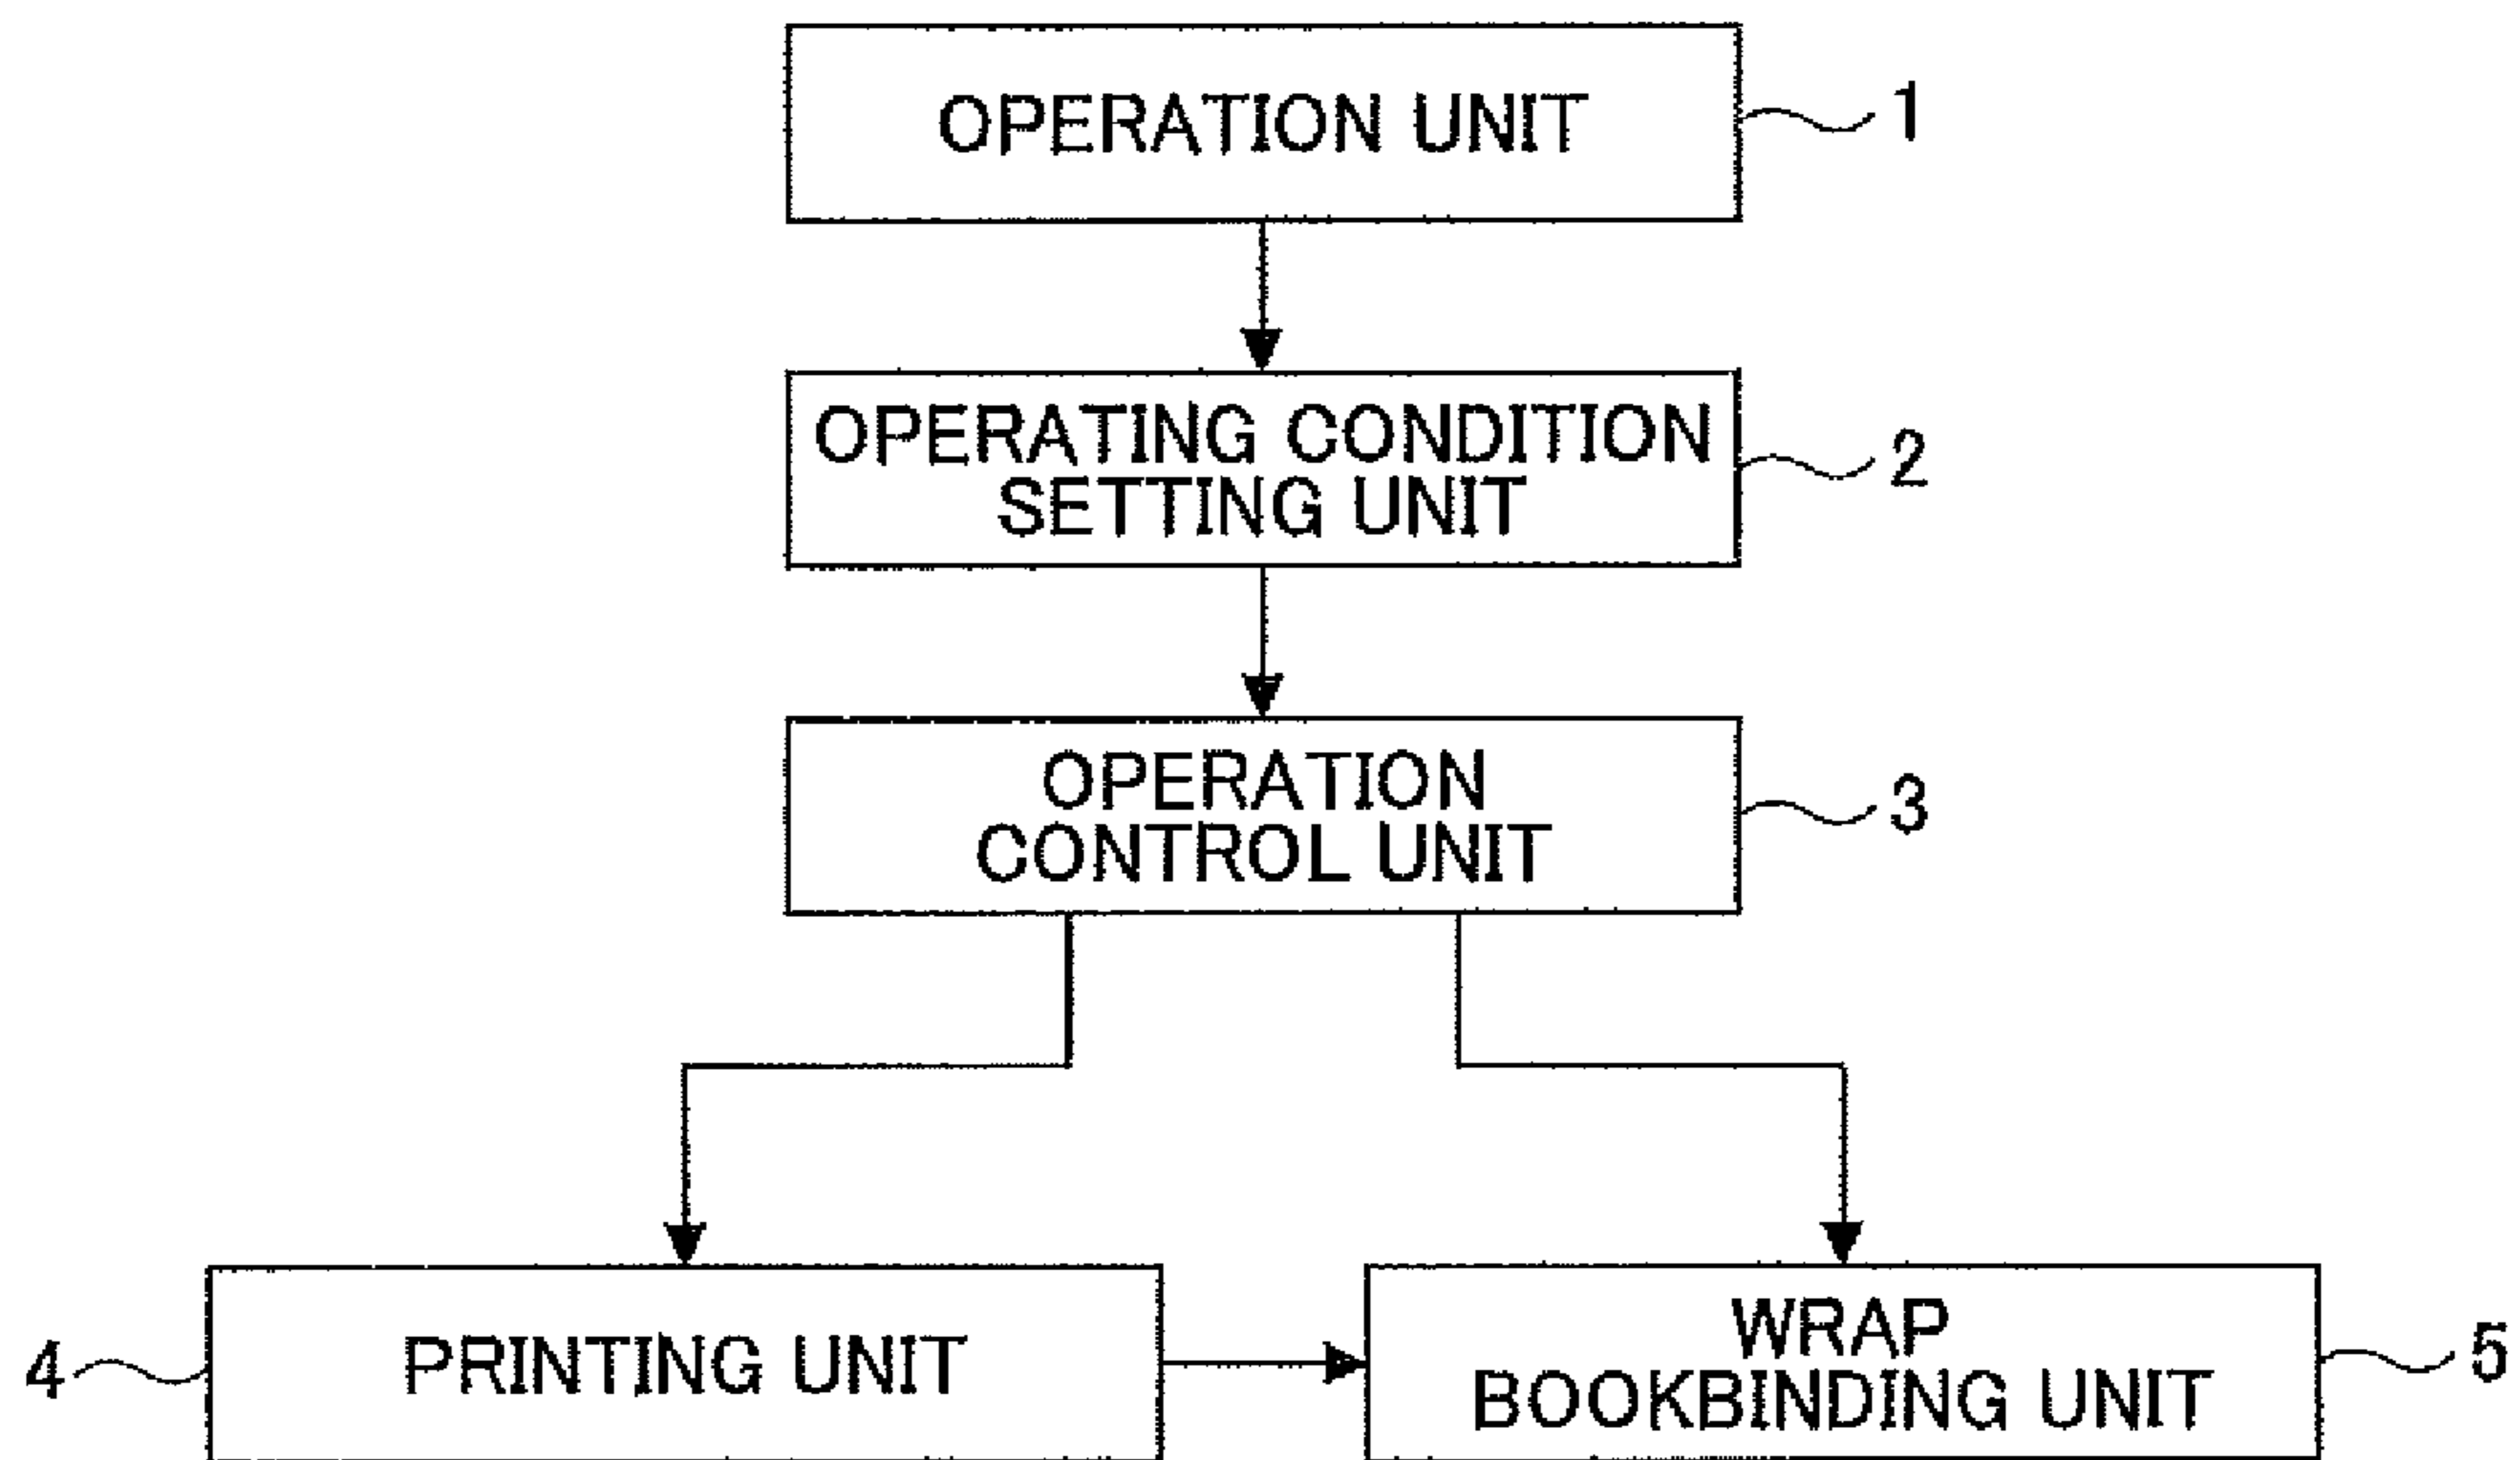 OPERATION UNIT
1
OPERATING CONDITION
SETTING UNIT
2
OPERATION
CONTROL UNIT
3
4
PRINTING UNIT
WRAP
BOOKBINDING UNIT
5